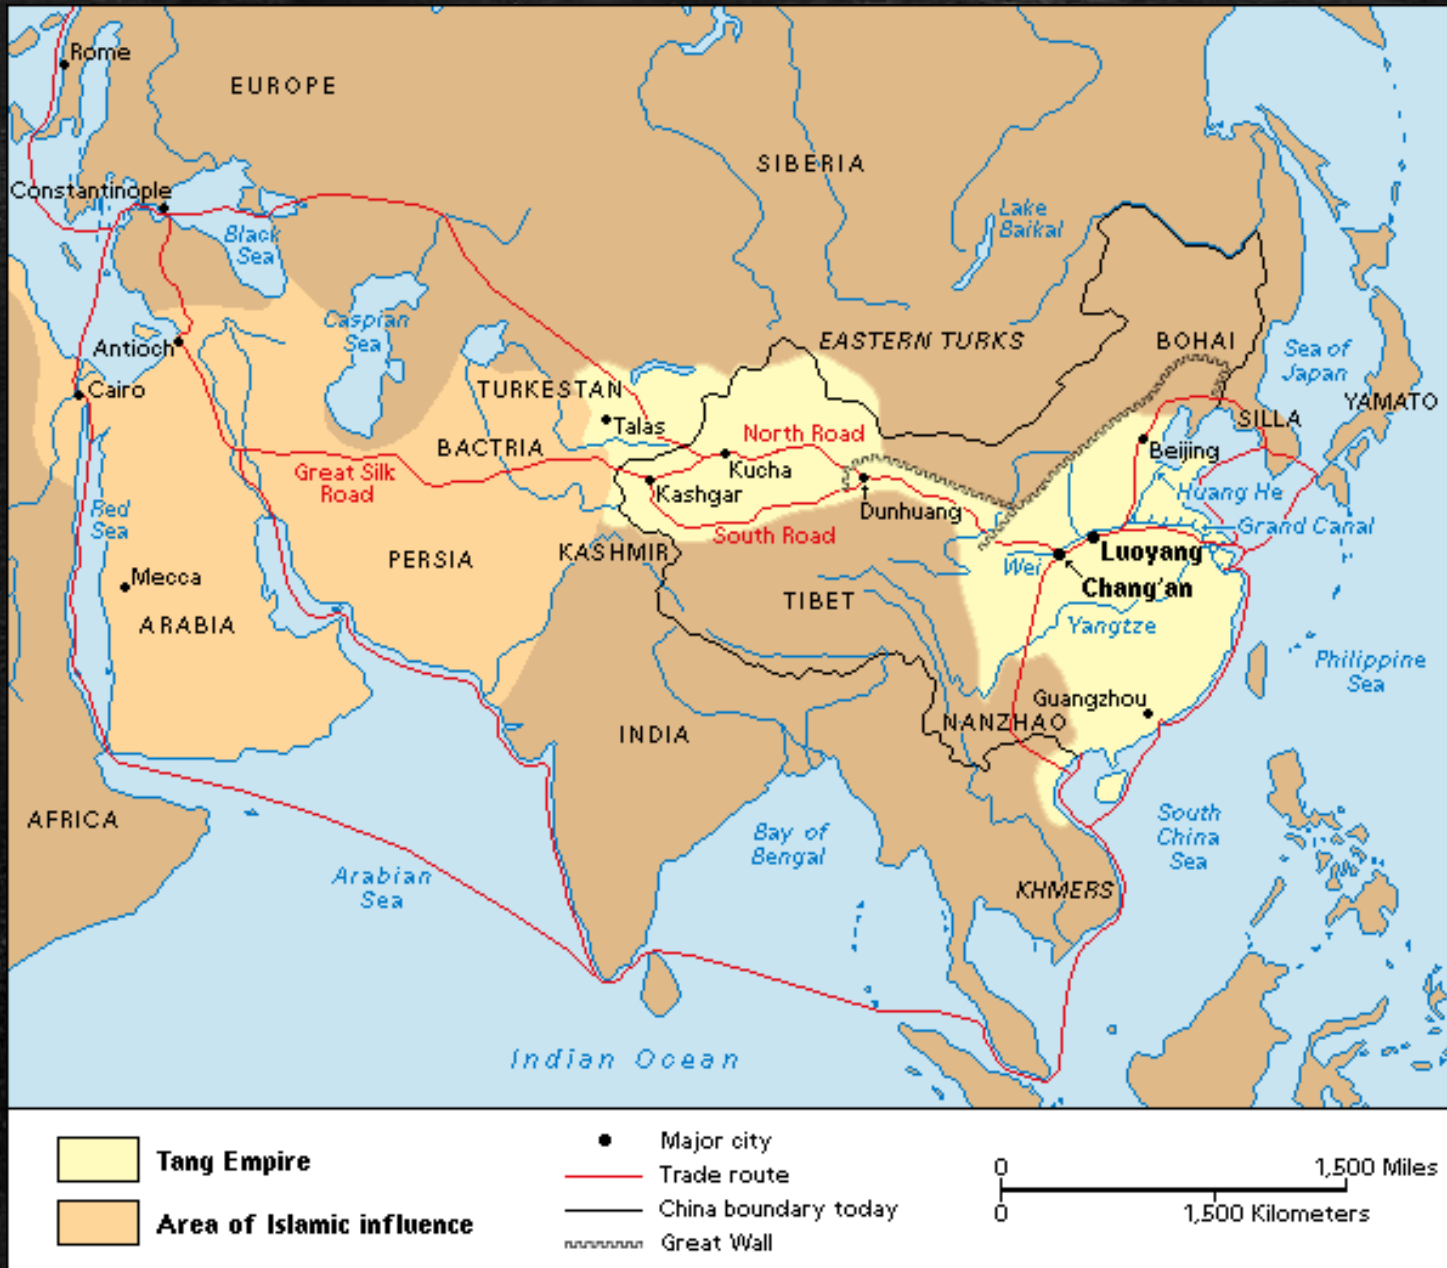 Rome
EUROPE
SIBERIA
Constantinople
Black
Sea
Lake
Baikal
Caspian
Sea
EASTERN TURKS
BOHAI
Sea of
Japan
Antioch
Cairo
TURKESTAN
Talas
YAMATO
SILLA
BACTRIA
North Road
Beijing
Great Silk
Road
Kucha
Kashgar
Dunhuang
Huang He
Red
Sea
South Road
Grand Canal
PERSIA
KASHMIR
Wei
Luoyang
Mecca
TIBET
Chang'an
ARABIA
Yangtze
Philippine
Sea
Guangzhou
NANZHAO
INDIA
AFRICA
Bay of
Bengal
South
China
Sea
Arabian
Sea
KHMERS
Indian Ocean
Tang Empire
Area of Islamic influence
Major city
Trade route
China boundary today
Great Wall
0 1,500 Miles
0 1,500 Kilometers